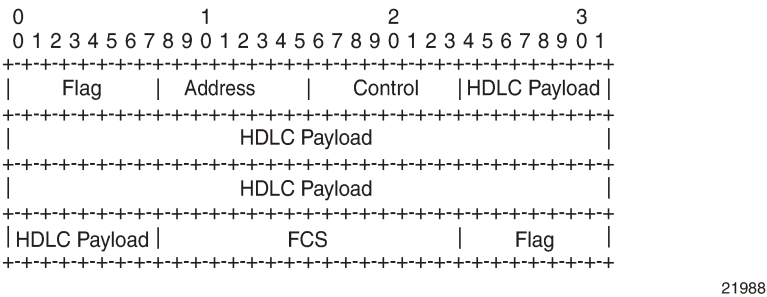 0 1 2 3
0 1 2 3 4 5 6 7 8 9 0 1 2 3 4 5 6 7 8 9 0 1 2 3 4 5 6 7 8 9 0 1
+-+-+-+-+-+-+-+-+-+-+-+-+-+-+-+-+-+-+-+-+-+-+-+-+-+-+-+-+-+-+-+-+
| Flag | Address | Control | HDLC Payload |
+-+-+-+-+-+-+-+-+-+-+-+-+-+-+-+-+-+-+-+-+-+-+-+-+-+-+-+-+-+-+-+-+
| HDLC Payload |
+-+-+-+-+-+-+-+-+-+-+-+-+-+-+-+-+-+-+-+-+-+-+-+-+-+-+-+-+-+-+-+-+
| HDLC Payload |
+-+-+-+-+-+-+-+-+-+-+-+-+-+-+-+-+-+-+-+-+-+-+-+-+-+-+-+-+-+-+-+-+
| HDLC Payload | FCS | Flag |
+-+-+-+-+-+-+-+-+-+-+-+-+-+-+-+-+-+-+-+-+-+-+-+-+-+-+-+-+-+-+-+-+
21988